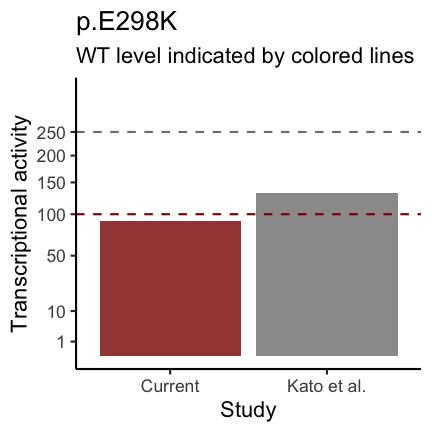 p.E298K
WT level indicated by colored lines
Transcriptional activity
250
200
150
100
50
10
1
Current
Kato et al.
Study